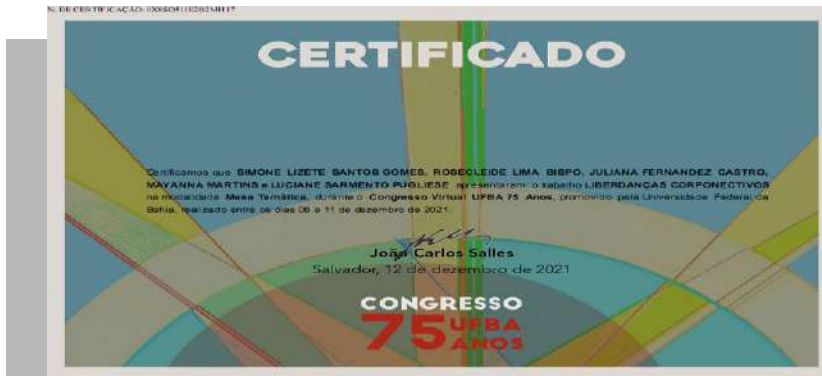 N. DE CERTIFICAÇÃO:
CERTIFICADO
Certificamos que SIMONE LIZETE SANTOS GOMES, ROSECLEIDE LIMA BISPO, JULIANA FERNANDEZ CASTRO,
MAYANNA MARTINS e LUCIANE SARMENTO PUGLIESE apresentaram o trabalho LIBERDANÇAS CORPONECTIVOS
na modalidade Mesa Temática, durante o Congresso Virtual UFBA 75 Anos, promovido pela Universidade Federal da
Bahia, realizado entre os dias 06 e 11 de dezembro de 2021.
João Carlos Salles
Salvador, 12 de dezembro de 2021
CONGRESSO
75 UFBA
ANOS